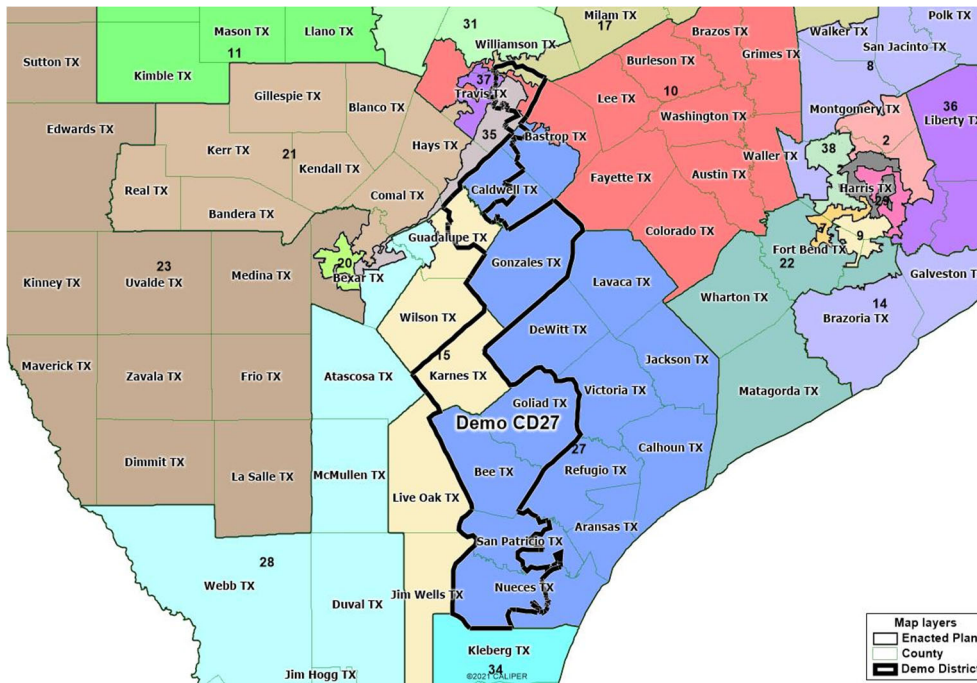 Mason TX
Llano TX
31
Milam TX
17
Brazos TX
Polk TX
Sutton TX
11
Williamson TX
Walker TX
San Jacinto TX
Kimble TX
Burleson TX
Grimes TX
8
37
Gillespie TX
Travis TX
Lee TX
10
Blanco TX
Montgomery TX
36
Edwards TX
Washington TX
Liberty TX
Kerr TX
21
Hays TX
35
Bastrop TX
38
2
Kendall TX
Waller TX
Real TX
Fayette TX
Austin TX
Harris TX
29
Comal TX
Caldwell TX
Bandera TX
Guadalupe TX
Colorado TX
7
9
Fort Bend TX
22
20
Bexar TX
Gonzales TX
23
Kinney TX
Uvalde TX
Medina TX
Lavaca TX
Galveston TX
Wharton TX
14
Wilson TX
Brazoria TX
DeWitt TX
15
Maverick TX
Zavala TX
Frio TX
Atascosa TX
Karnes TX
Jackson TX
Matagorda TX
Goliad TX
Victoria TX
Demo CD27
27
Calhoun TX
Dimmit TX
La Salle TX
McMullen TX
Bee TX
Refugio TX
Live Oak TX
Aransas TX
San Patricio TX
28
Webb TX
Duval TX
Jim Wells TX
Nueces TX
Kleberg TX
34
Jim Hogg TX
©2021 CALIPER
Map layers
Enacted Plan
County
Demo District